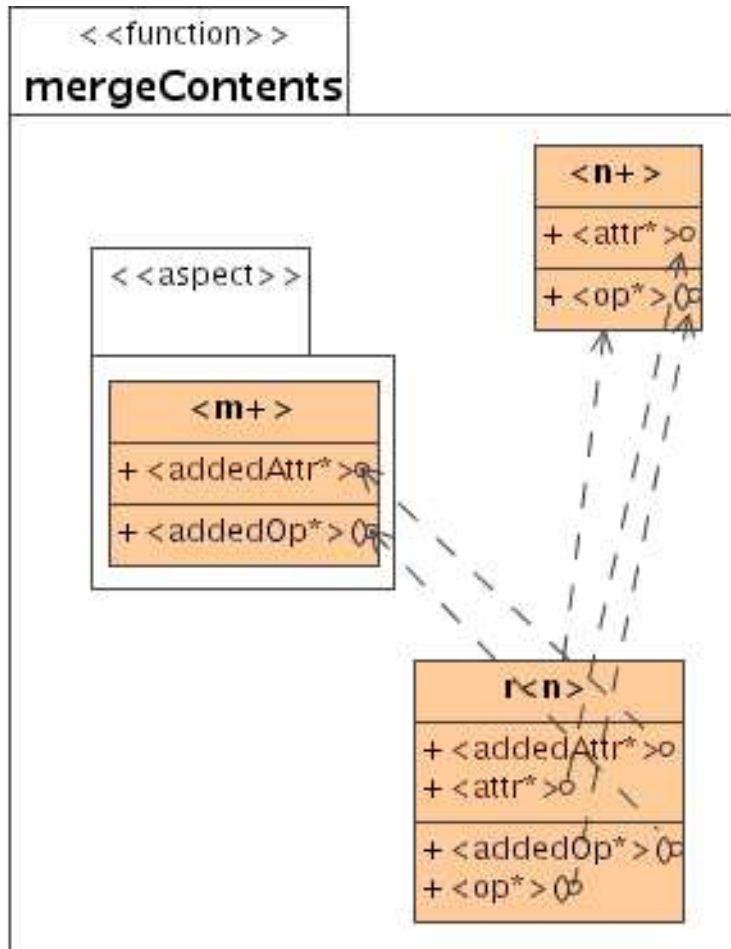 <<function>>
mergeContents
<n+>
+ <attr*>
+ <op*>()
<<aspect>>
<m+>
+ <addedAttr*>
+ <addedOp*>()
r<n>
+ <addedAttr*>
+ <attr*>
+ <addedOp*>()
+ <op*>()